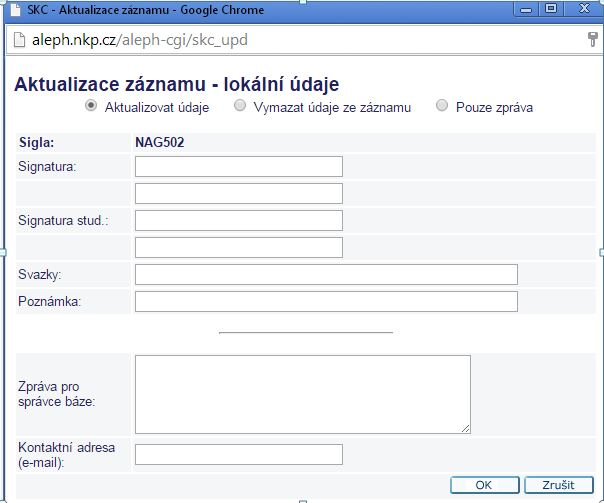 SKC - Aktualizace záznamu - Google Chrome
aleph.nkp.cz/aleph-cgi/skc_upd
Aktualizace záznamu - lokální údaje
Aktualizovat údaje Vymazat údaje ze záznamu Pouze zpráva
Sigla: NAG502
Signatura:
Signatura stud.:
Svazky:
Poznámka:
Zpráva pro
správce báze:
Kontaktní adresa
(e-mail):
OK Zrušit